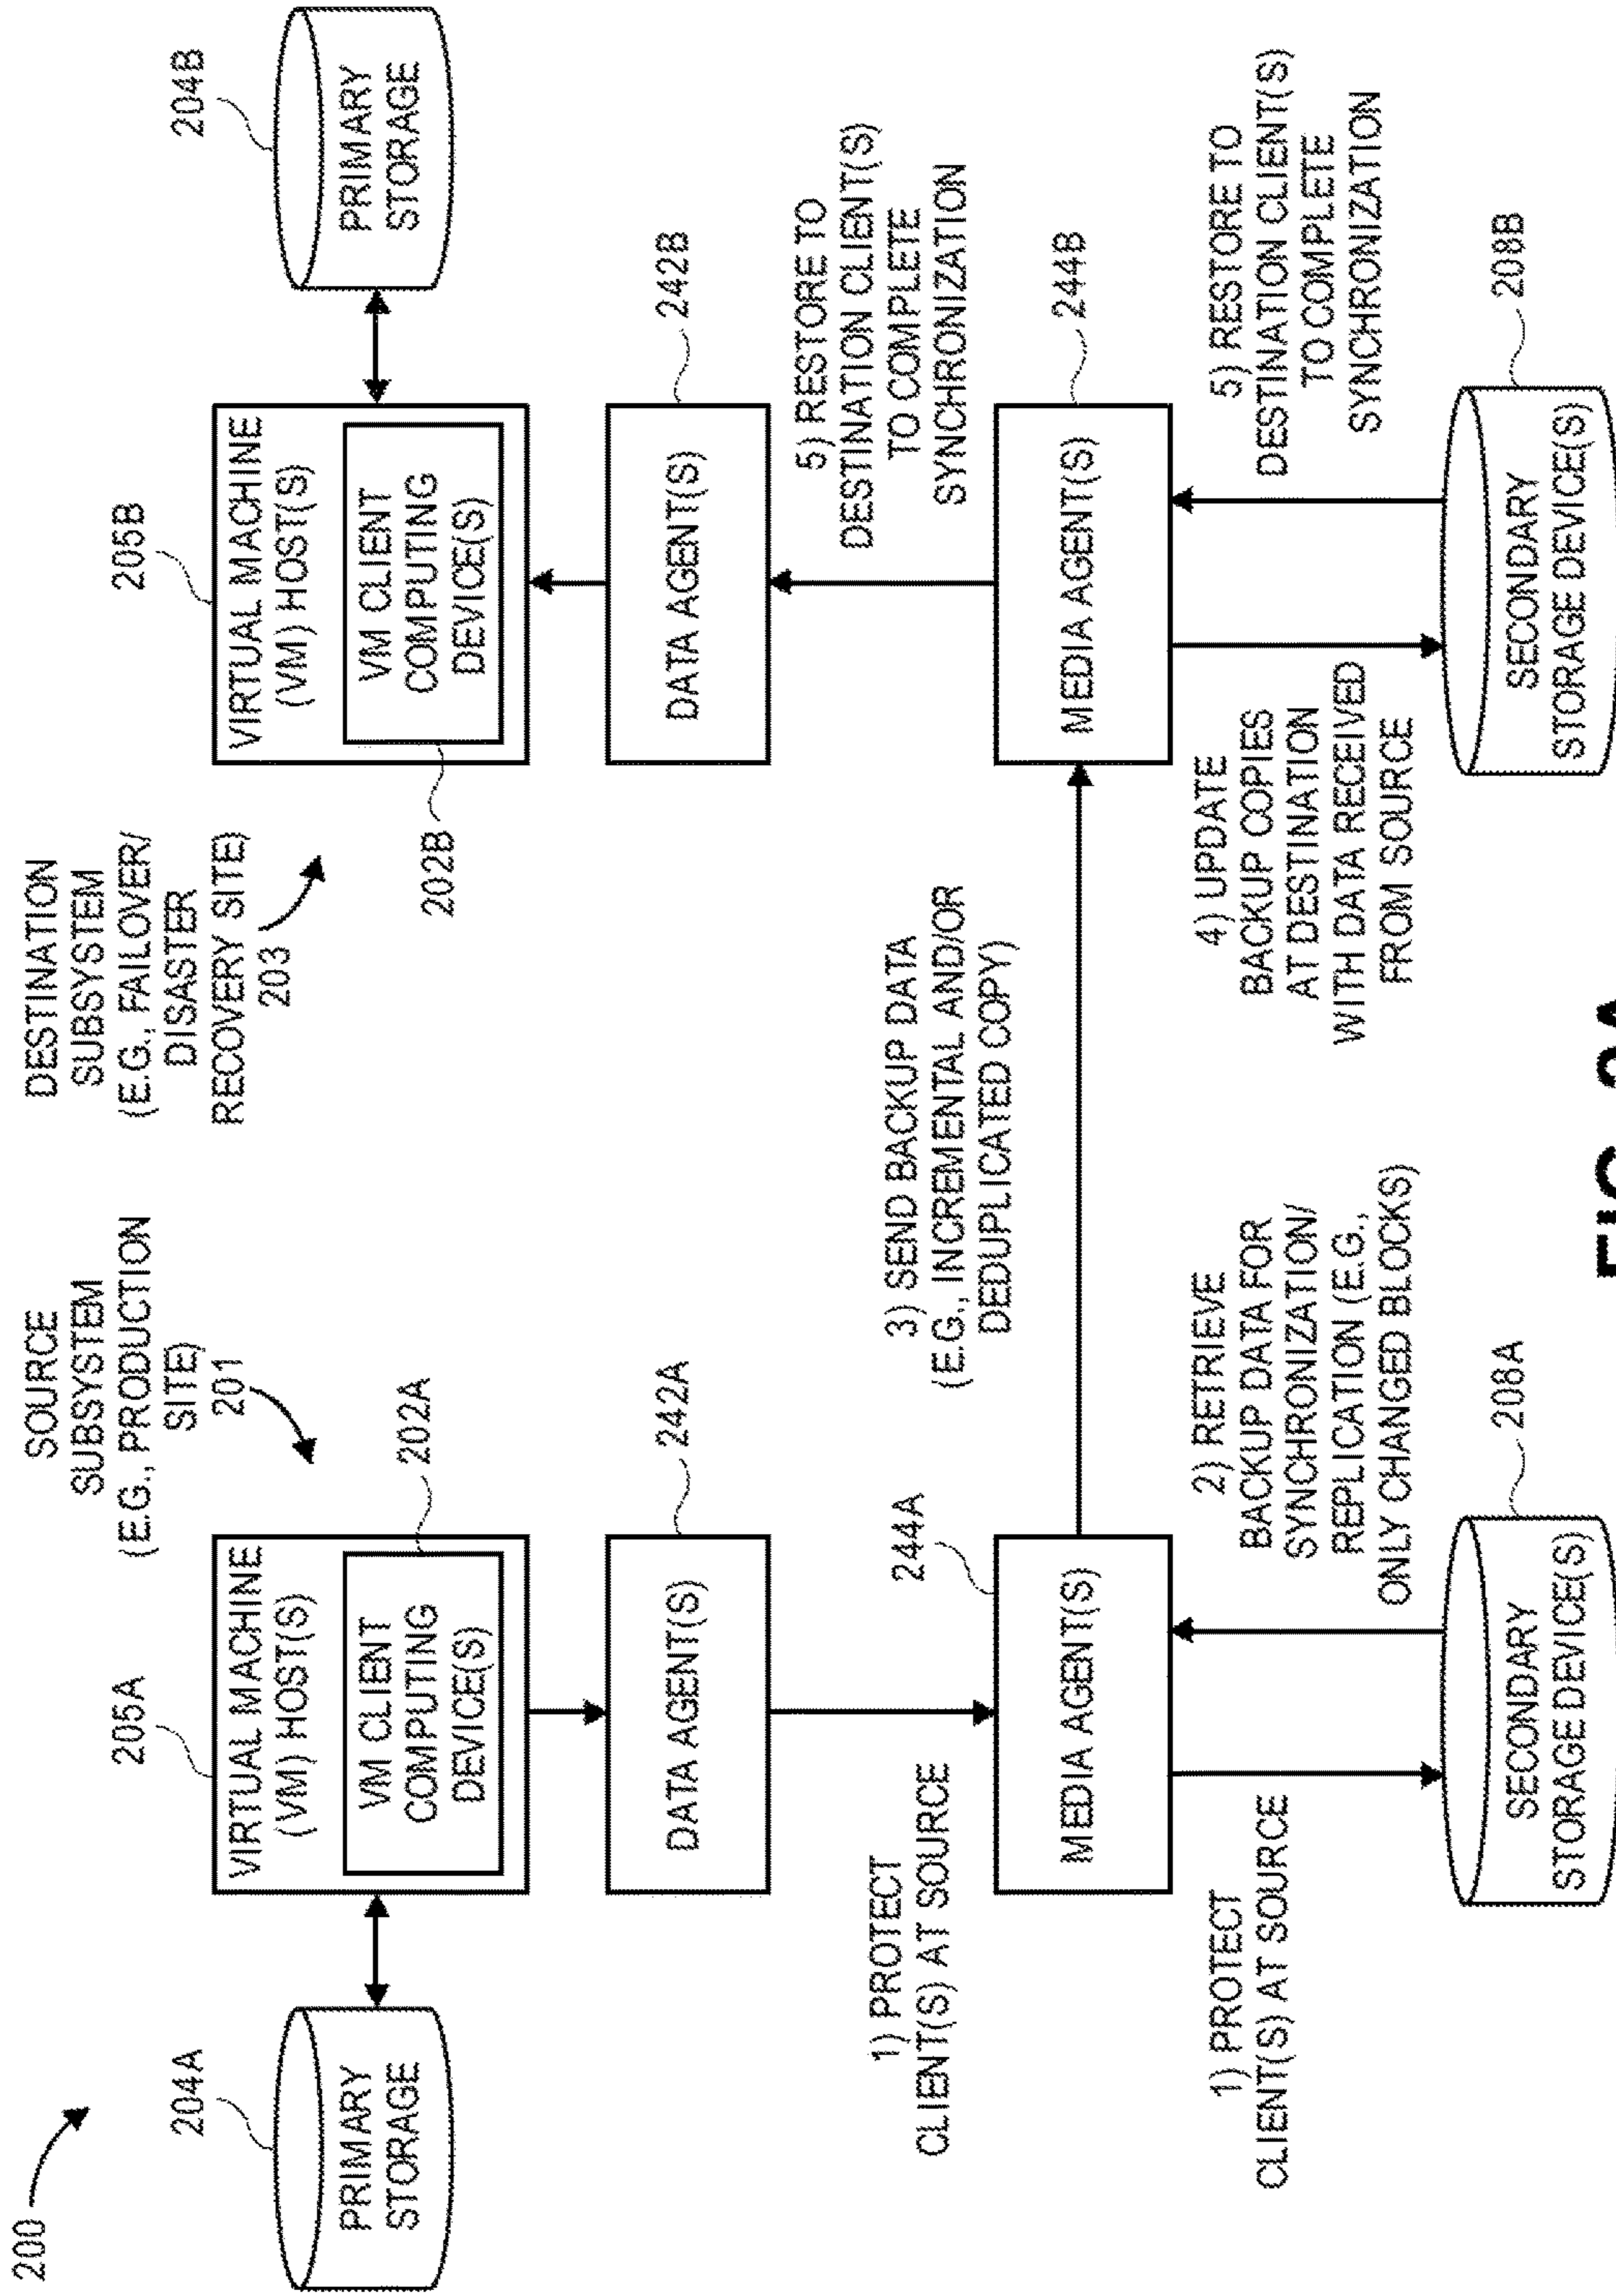 200
SOURCE
SUBSYSTEM
(E.G., PRODUCTION
SITE)
201
DESTINATION
SUBSYSTEM
(E.G., FAILOVER/
DISASTER
RECOVERY SITE)
203
204A
PRIMARY
STORAGE
205A
VIRTUAL MACHINE
(VM) HOST(S)
VM CLIENT
COMPUTING
DEVICE(S)
202A
205B
VIRTUAL MACHINE
(VM) HOST(S)
VM CLIENT
COMPUTING
DEVICE(S)
202B
204B
PRIMARY
STORAGE
DATA AGENT(S)
242A
DATA AGENT(S)
242B
1) PROTECT
CLIENT(S) AT SOURCE
3) SEND BACKUP DATA
(E.G., INCREMENTAL AND/OR
DEDUPLICATED COPY)
5) RESTORE TO
DESTINATION CLIENT(S)
TO COMPLETE
SYNCHRONIZATION
MEDIA AGENT(S)
244A
MEDIA AGENT(S)
244B
1) PROTECT
CLIENT(S) AT SOURCE
2) RETRIEVE
BACKUP DATA FOR
SYNCHRONIZATION/
REPLICATION (E.G.,
ONLY CHANGED BLOCKS)
4) UPDATE
BACKUP COPIES
AT DESTINATION
WITH DATA RECEIVED
FROM SOURCE
5) RESTORE TO
DESTINATION CLIENT(S)
TO COMPLETE
SYNCHRONIZATION
SECONDARY
STORAGE DEVICE(S)
208A
SECONDARY
STORAGE DEVICE(S)
208B